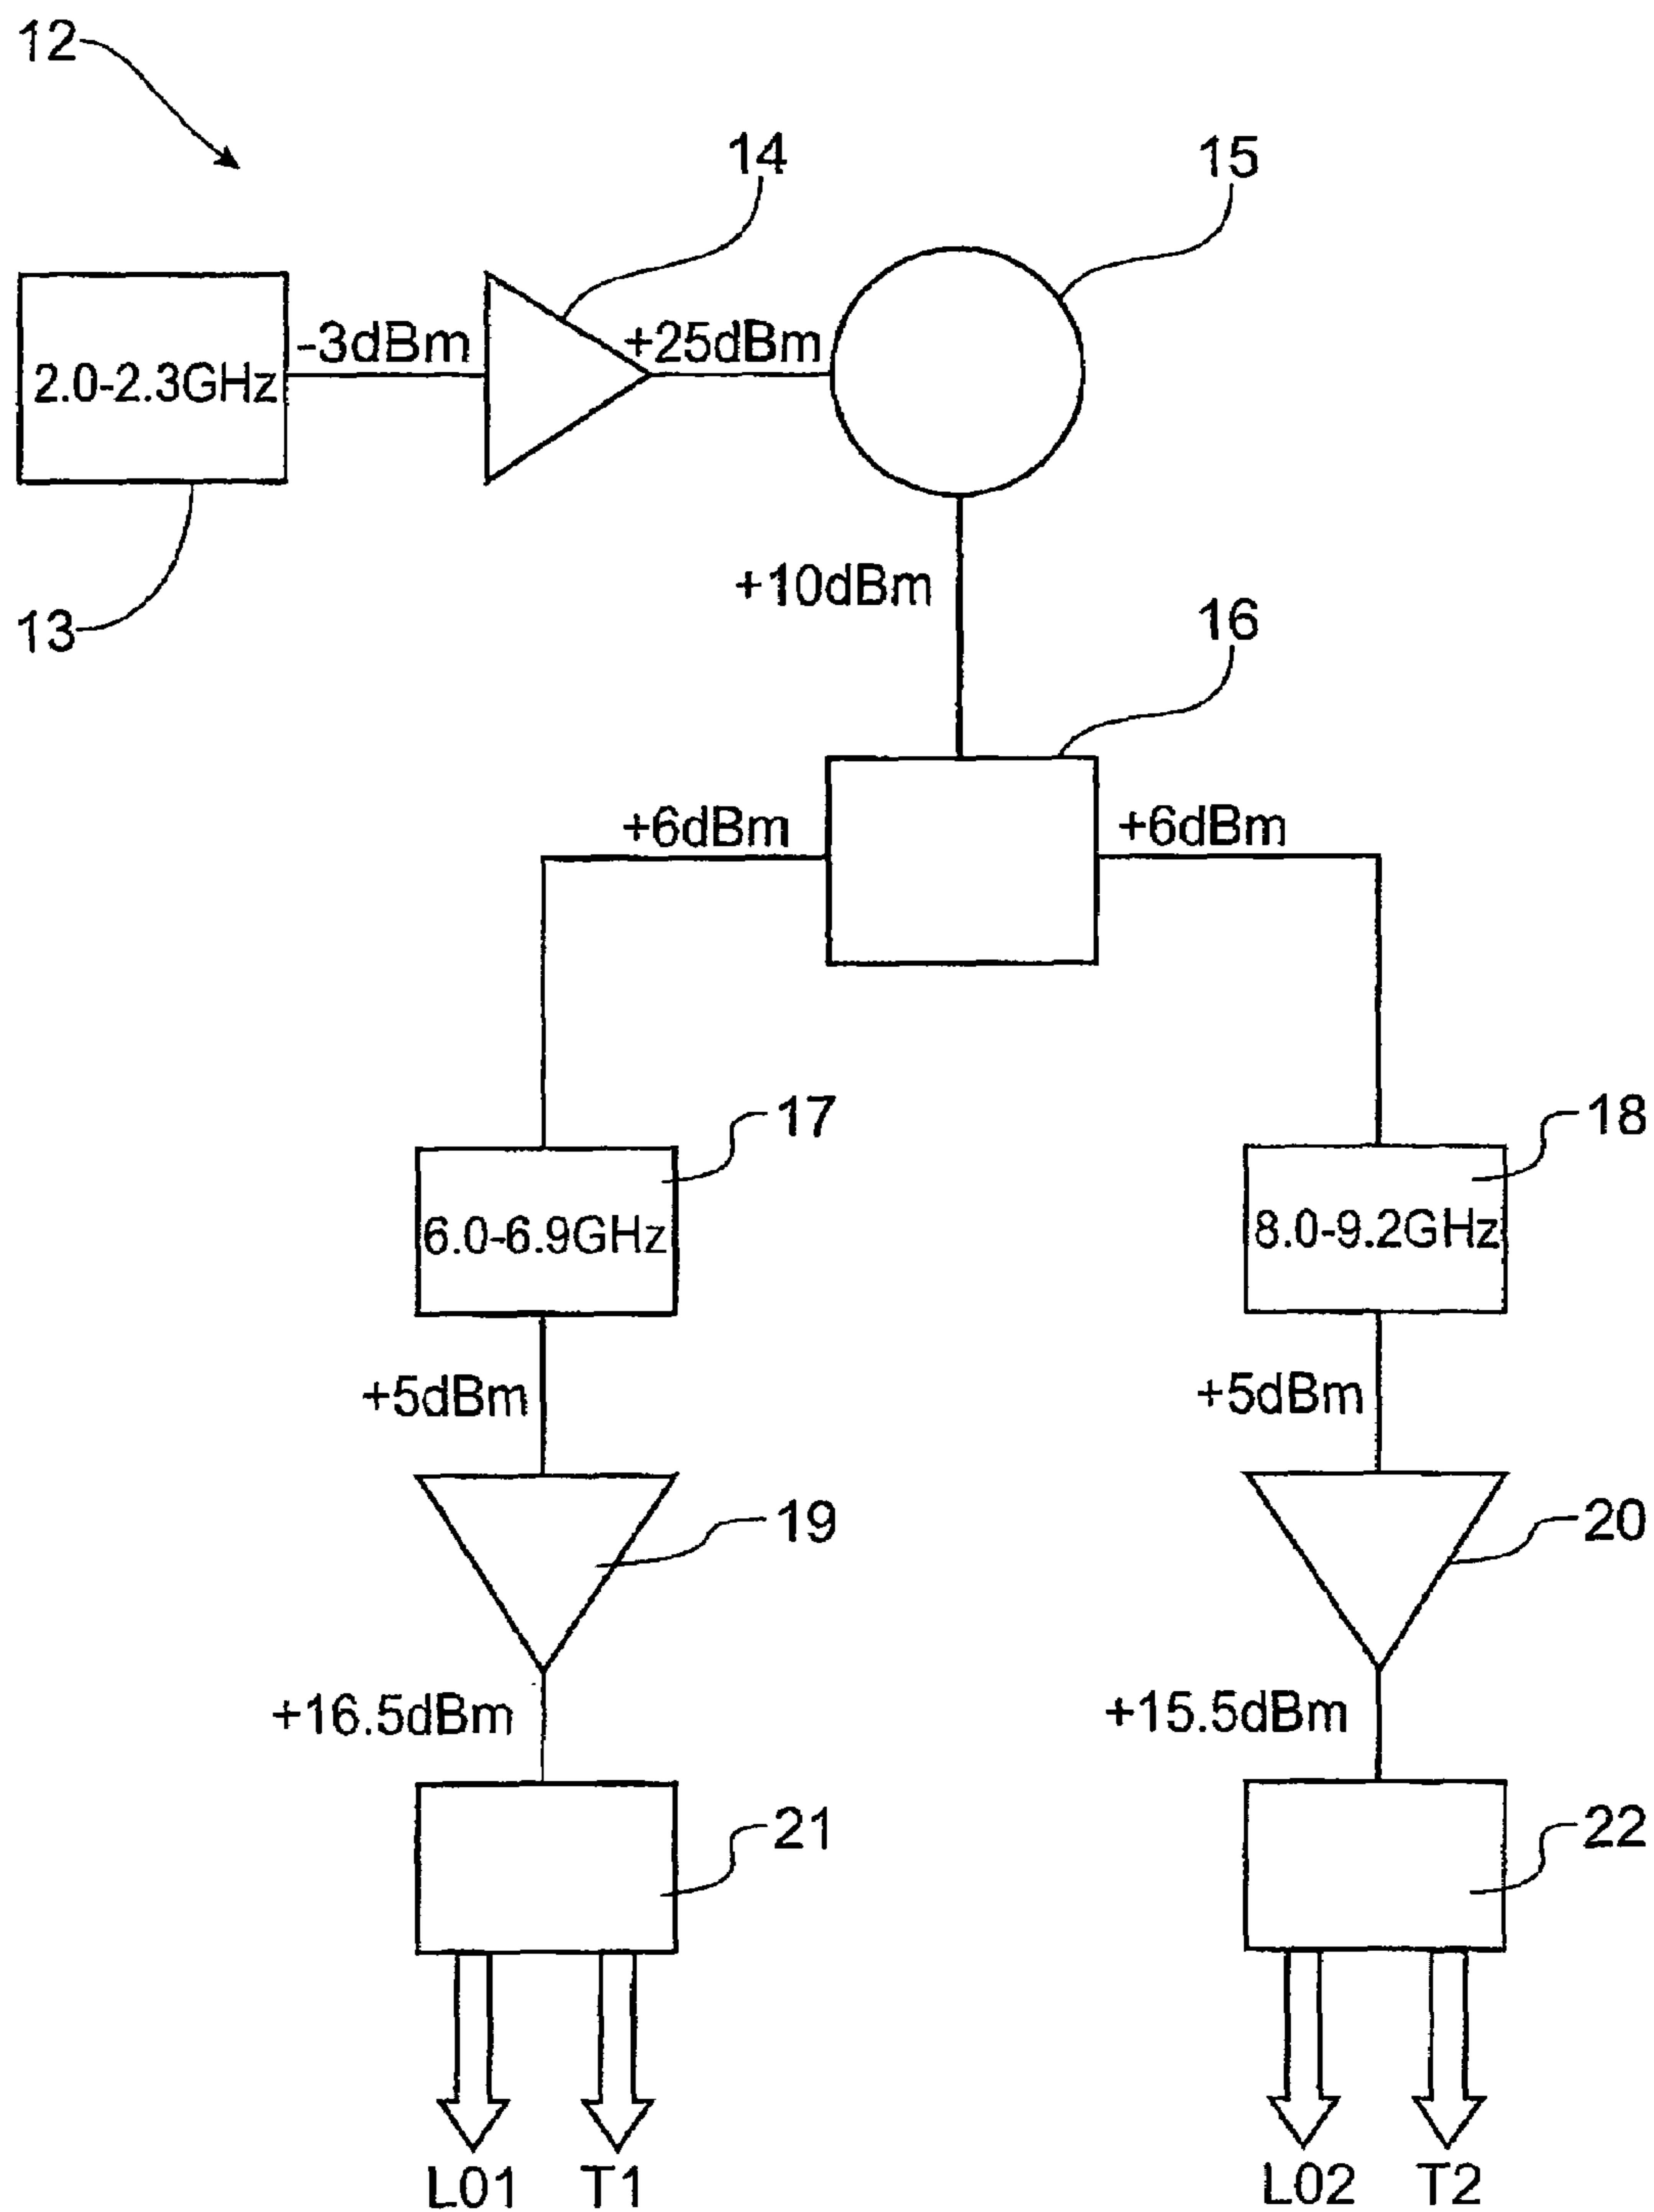 12
14
15
2.0-2.3GHz
-3dBm
+25dBm
13
+10dBm
16
+6dBm
+6dBm
17
18
6.0-6.9GHz
8.0-9.2GHz
+5dBm
+5dBm
19
20
+16.5dBm
+15.5dBm
21
22
L01
T1
L02
T2